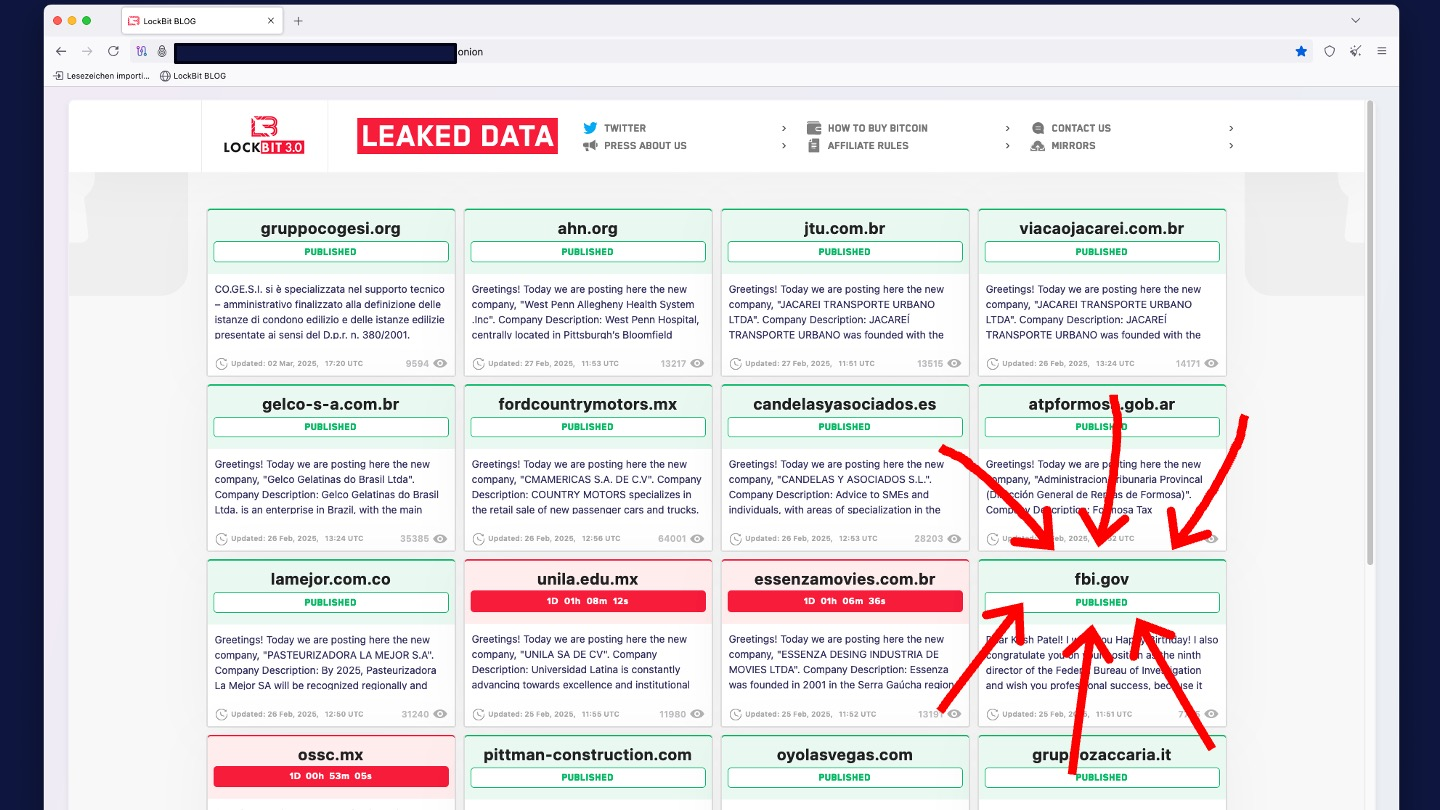 LockBit BLOG
onion
Lesezeichen importi...
LockBit BLOG
LOCKBIT 3.0
LEAKED DATA
TWITTER
PRESS ABOUT US
HOW TO BUY BITCOIN
AFFILIATE RULES
CONTACT US
MIRRORS
gruppocogesi.org
PUBLISHED
CO.GE.S.I. si è specializzata nel supporto tecnico
– amministrativo finalizzato alla definizione delle
istanze di condono edilizio e delle istanze edilizie
presentate ai sensi del D.p.r. n. 380/2001.
Updated: 02 Mar, 2025, 17:20 UTC 9594
ahn.org
PUBLISHED
Greetings! Today we are posting here the new
company, "West Penn Allegheny Health System
.Inc". Company Description: West Penn Hospital,
centrally located in Pittsburgh's Bloomfield
Updated: 27 Feb, 2025, 11:53 UTC 13217
jtu.com.br
PUBLISHED
Greetings! Today we are posting here the new
company, "JACAREI TRANSPORTE URBANO
LTDA". Company Description: JACAREÍ
TRANSPORTE URBANO was founded with the
Updated: 27 Feb, 2025, 11:51 UTC 13515
viacaojacarei.com.br
PUBLISHED
Greetings! Today we are posting here the new
company, "JACAREI TRANSPORTE URBANO
LTDA". Company Description: JACAREÍ
TRANSPORTE URBANO was founded with the
Updated: 26 Feb, 2025, 13:24 UTC 14171
gelco-s-a.com.br
PUBLISHED
Greetings! Today we are posting here the new
company, "Gelco Gelatinas do Brasil Ltda".
Company Description: Gelco Gelatinas do Brasil
Ltda. is an enterprise in Brazil, with the main
Updated: 26 Feb, 2025, 13:24 UTC 35385
fordcountrymotors.mx
PUBLISHED
Greetings! Today we are posting here the new
company, "CMAMERICAS S.A. DE C.V". Company
Description: COUNTRY MOTORS specializes in
the retail sale of new passenger cars and trucks.
Updated: 26 Feb, 2025, 12:56 UTC 64001
candelasyasociados.es
PUBLISHED
Greetings! Today we are posting here the new
company, "CANDELAS Y ASOCIADOS S.L.".
Company Description: Advice to SMEs and
individuals, with areas of specialization in the
Updated: 26 Feb, 2025, 12:53 UTC 28203
atpformosa.gob.ar
PUBLISHED
Greetings! Today we are posting here the new
company, "Administracion Tribunaria Provincal
(Dirección General de Rentas de Formosa)".
Company Description: Formosa Tax
UTC
lamejor.com.co
PUBLISHED
Greetings! Today we are posting here the new
company, "PASTEURIZADORA LA MEJOR S.A".
Company Description: By 2025, Pasteurizadora
La Mejor SA will be recognized regionally and
Updated: 26 Feb, 2025, 12:50 UTC 31240
unila.edu.mx
1D 01h 08m 12s
Greetings! Today we are posting here the new
company, "UNILA SA DE CV". Company
Description: Universidad Latina is constantly
advancing towards excellence and institutional
Updated: 25 Feb, 2025, 11:55 UTC 11980
essenzamovies.com.br
1D 01h 06m 36s
Greetings! Today we are posting here the new
company, "ESSENZA DESING INDUSTRIA DE
MOVIES LTDA". Company Description: Essenza
was founded in 2001 in the Serra Gaúcha region
Updated: 25 Feb, 2025, 11:52 UTC
fbi.gov
PUBLISHED
Dear Kash Patel! I wish you Happy Birthday! I also
congratulate you on your position as the ninth
director of the Federal Bureau of Investigation
and wish you professional success, because it
Updated: 25 Feb, 2025, 11:51 UTC
ossc.mx
1D 00h 53m 05s
pittman-construction.com
PUBLISHED
oyolasvegas.com
PUBLISHED
gruppozaccaria.it
PUBLISHED